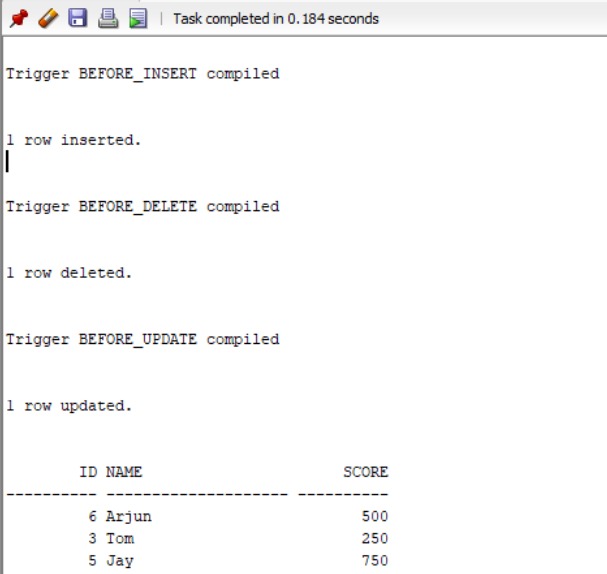 Task completed in 0.184 seconds
Trigger BEFORE_INSERT compiled
1 row inserted.
Trigger BEFORE_DELETE compiled
1 row deleted.
Trigger BEFORE_UPDATE compiled
1 row updated.
ID NAME SCORE
---------- -------------------- ----------
6 Arjun 500
3 Tom 250
5 Jay 750